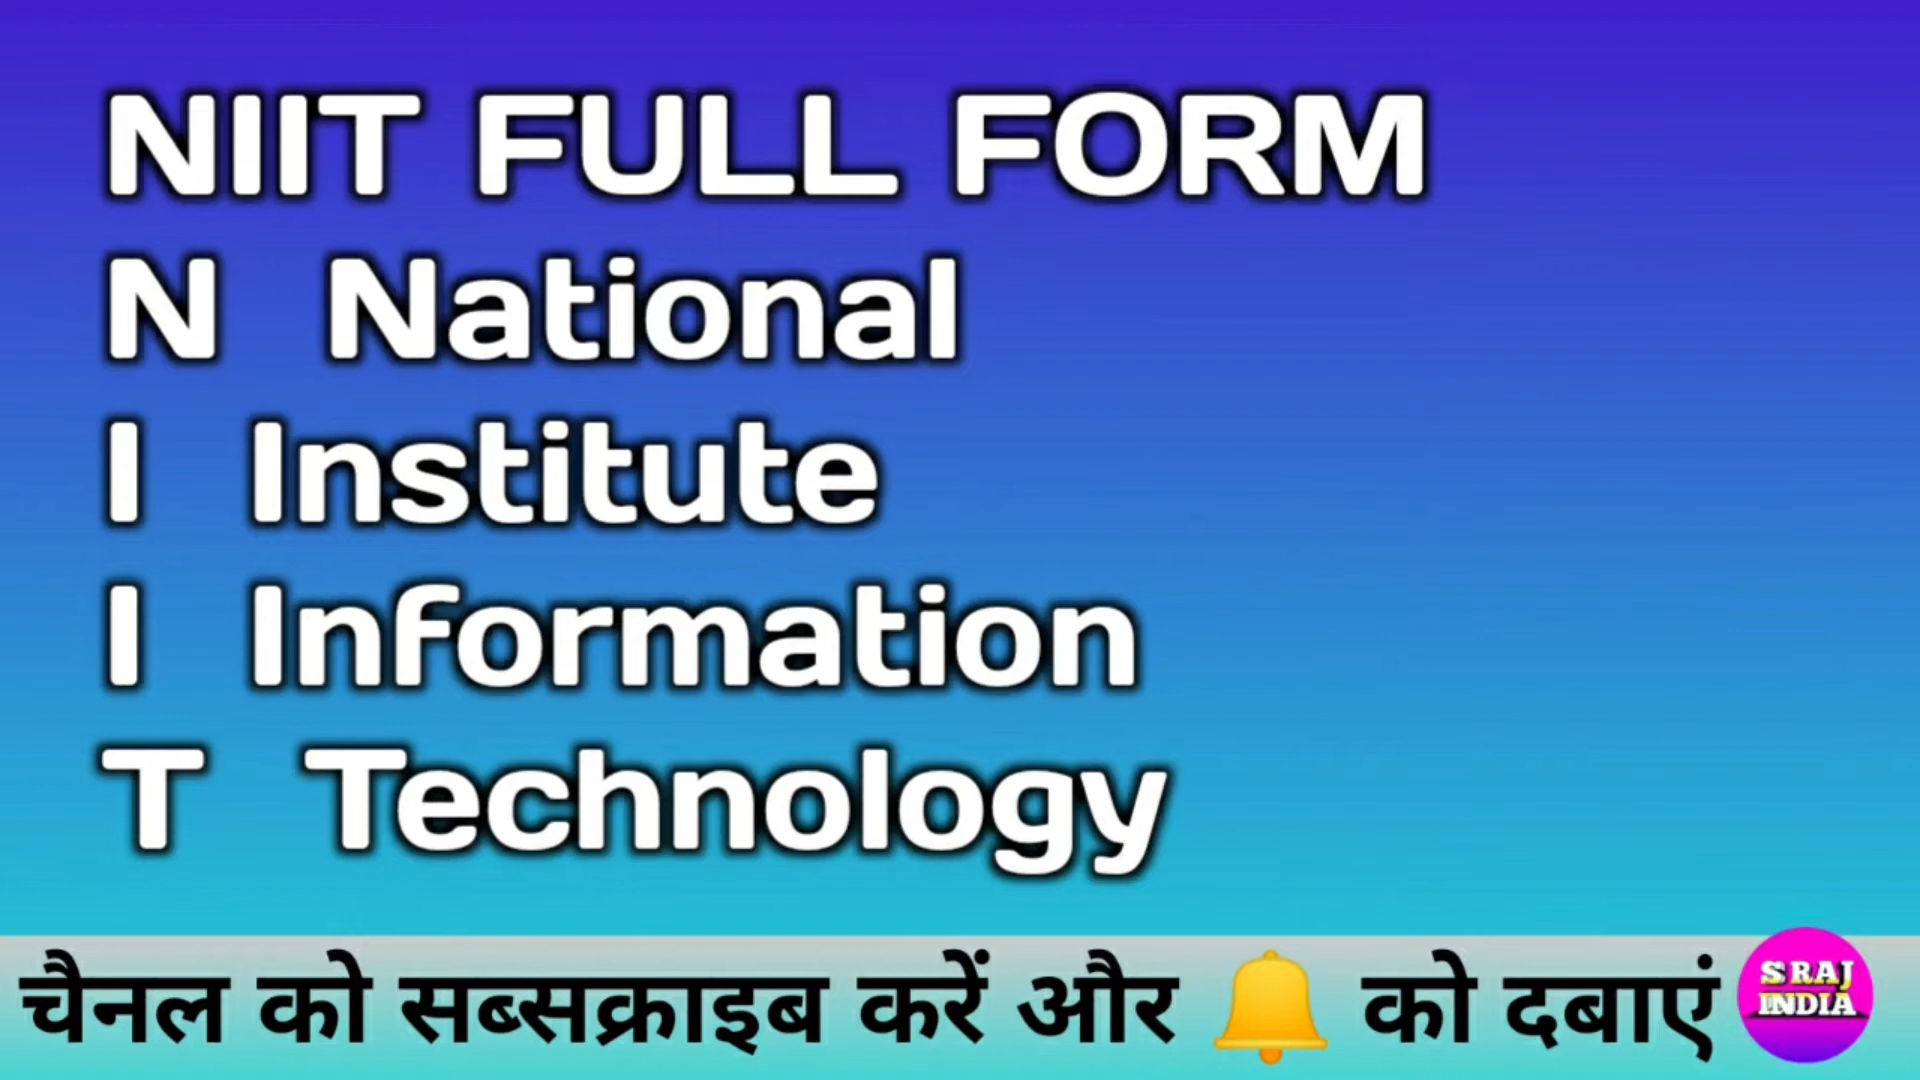 NIIT FULL FORM
N National
I Institute
I Information
T Technology
चैनल को सब्सक्राइब करें और 🔔 को दबाएं
S RAJ
INDIA